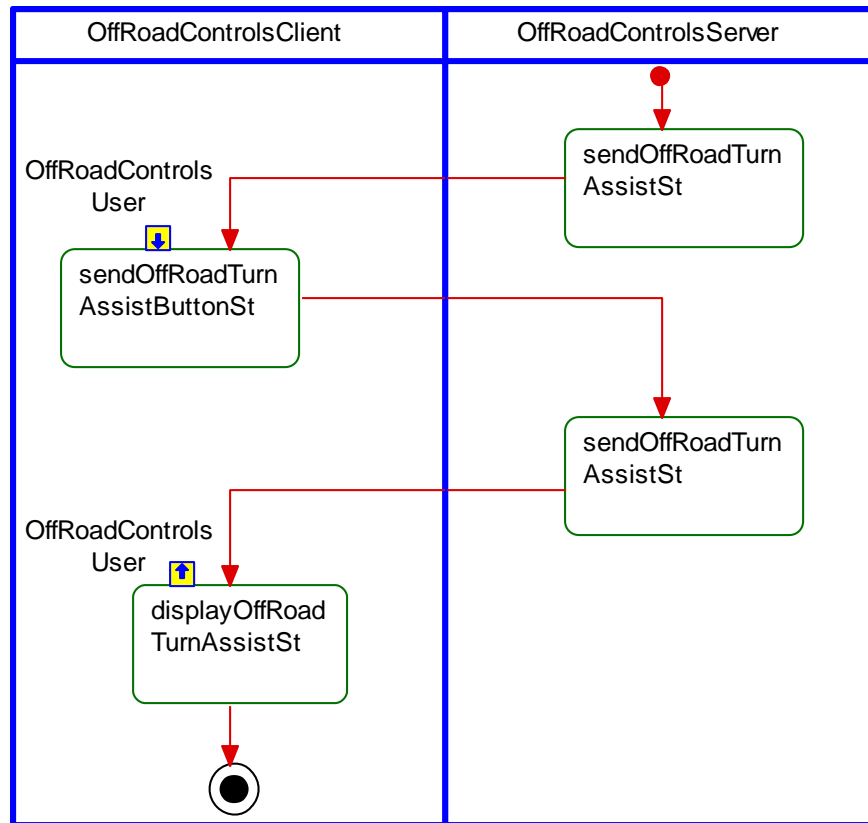 OffRoadControlsClient
OffRoadControlsServer
sendOffRoadTurn
AssistSt
OffRoadControls
User
sendOffRoadTurn
AssistButtonSt
sendOffRoadTurn
AssistSt
OffRoadControls
User
displayOffRoad
TurnAssistSt